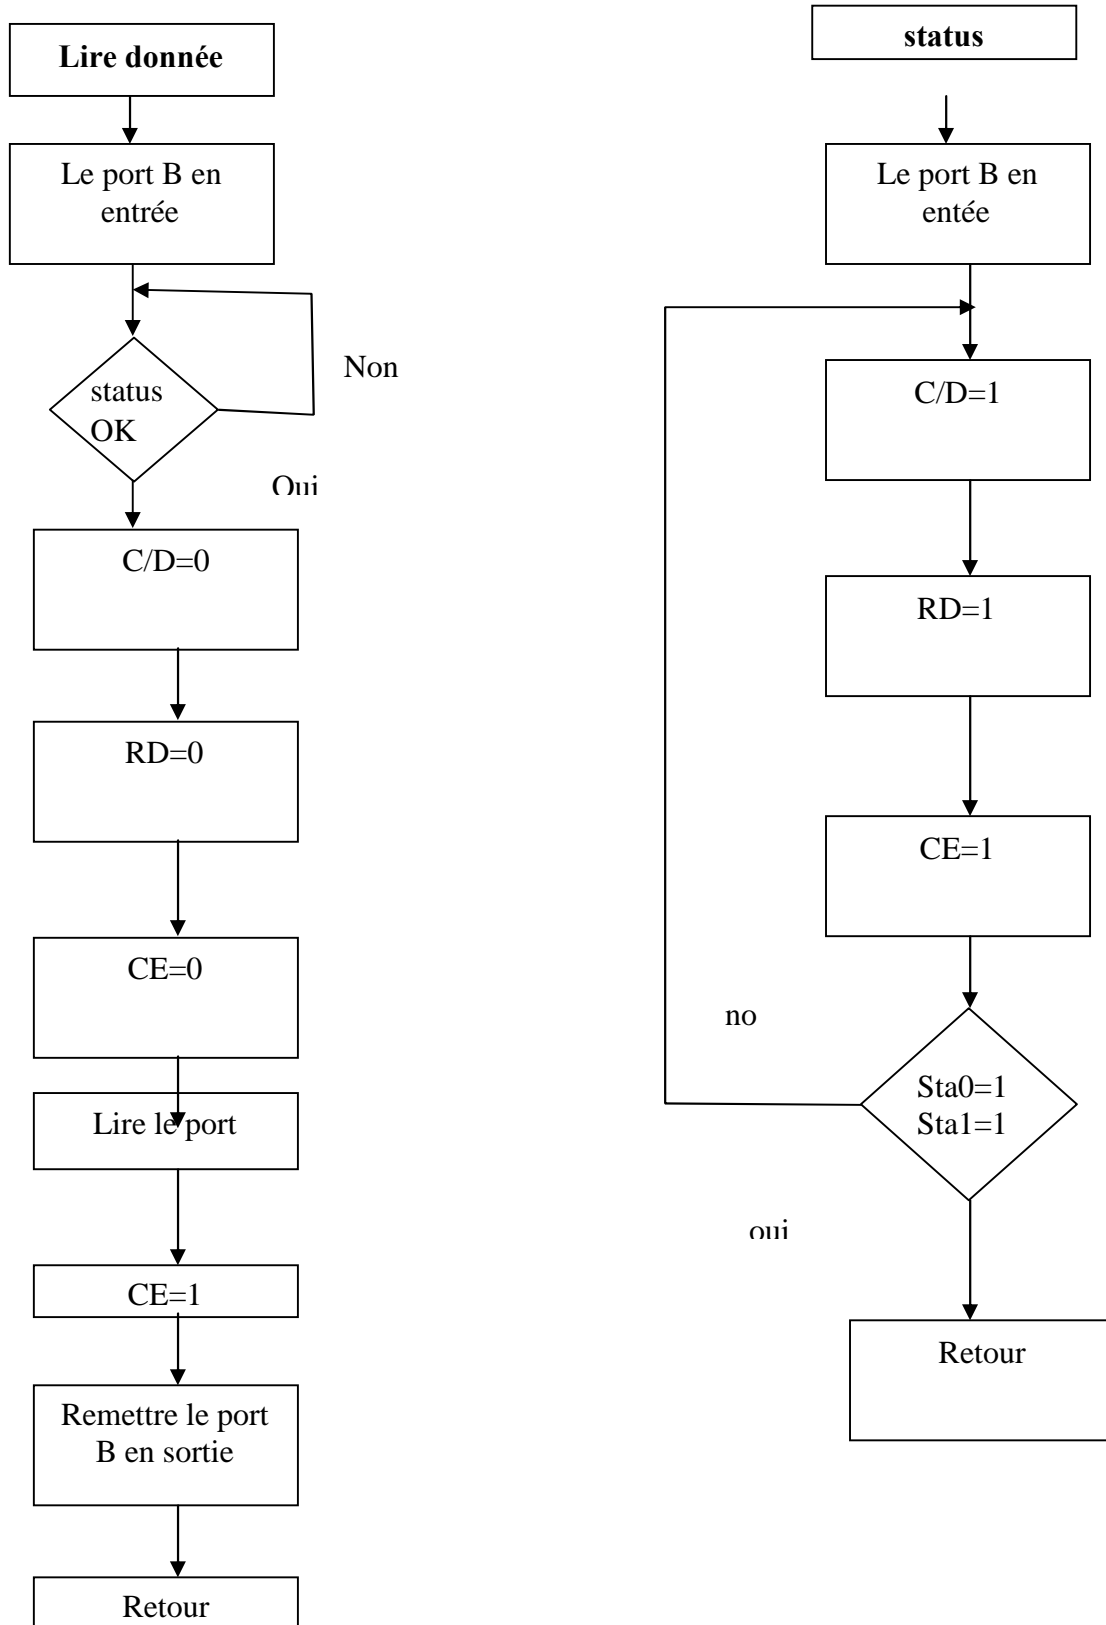 Lire donnée
Le port B en
entrée
Non
status
OK
Oui
C/D=0
RD=0
CE=0
Lire le port
CE=1
Remettre le port
B en sortie
Retour
status
Le port B en
entée
C/D=1
RD=1
CE=1
no
Sta0=1
Sta1=1
oui
Retour